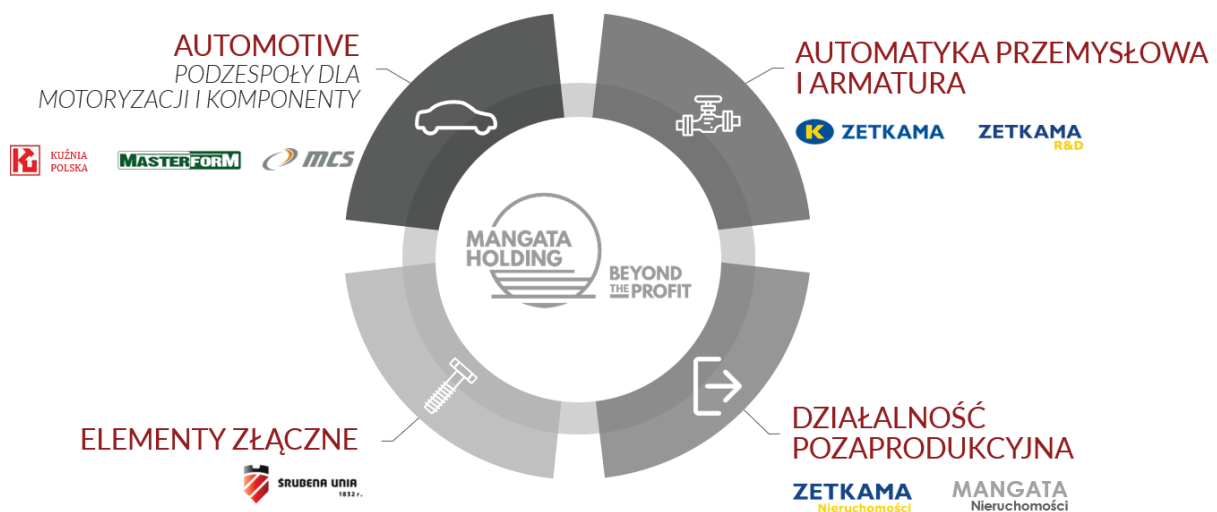 AUTOMOTIVE
PODZESPOŁY DLA
MOTORYZACJI I KOMPONENTY
KUŹNIA
POLSKA
MASTERFORM
MCS
AUTOMATYKA PRZEMYSŁOWA
I ARMATURA
K ZETKAMA
ZETKAMA
R&D
MANGATA
HOLDING
BEYOND
THE PROFIT
ELEMENTY ZŁĄCZNE
ŚRUBENA UNIA
1832 r.
DZIAŁALNOŚĆ
POZAPRODUKCYJNA
ZETKAMA
Nieruchomości
MANGATA
Nieruchomości